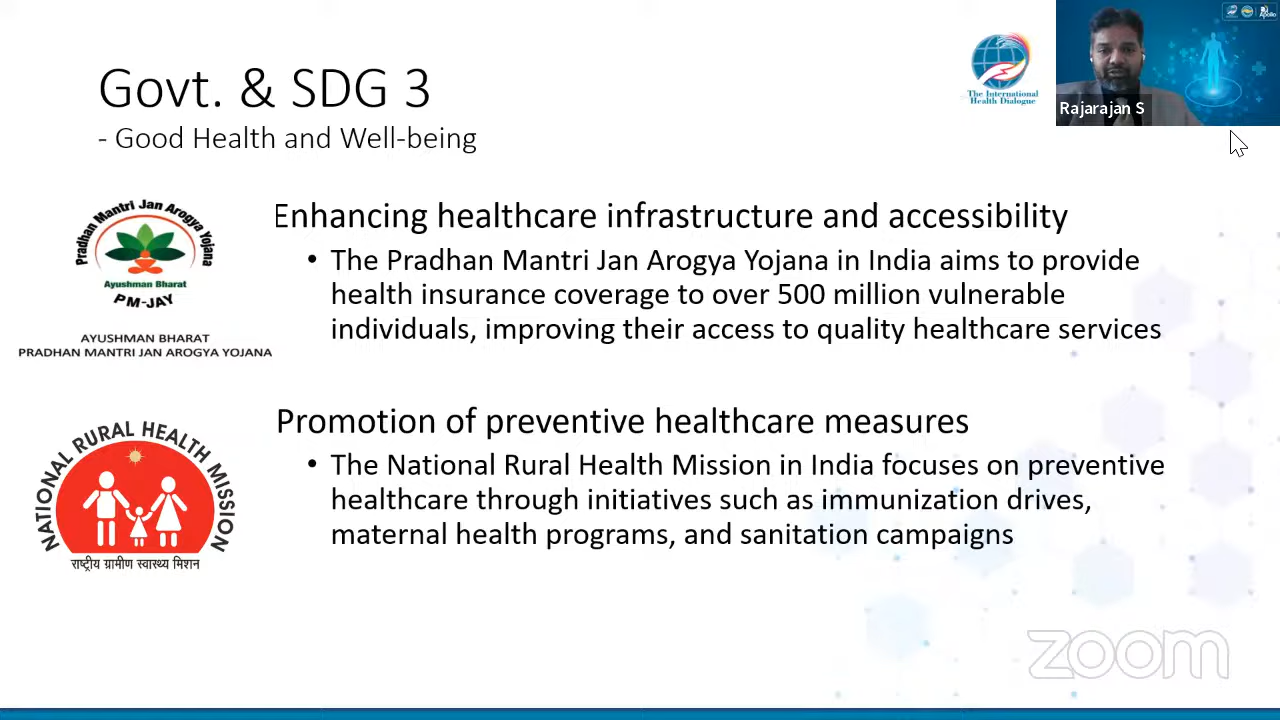 Govt. & SDG 3
- Good Health and Well-being
The International
Health Dialogue
Apollo
Rajarajan S
Pradhan Mantri Jan Arogya Yojana
Ayushman Bharat
PM-JAY
AYUSHMAN BHARAT
PRADHAN MANTRI JAN AROGYA YOJANA
Enhancing healthcare infrastructure and accessibility
• The Pradhan Mantri Jan Arogya Yojana in India aims to provide
health insurance coverage to over 500 million vulnerable
individuals, improving their access to quality healthcare services
NATIONAL RURAL HEALTH MISSION
राष्ट्रीय ग्रामीण स्वास्थ्य मिशन
Promotion of preventive healthcare measures
• The National Rural Health Mission in India focuses on preventive
healthcare through initiatives such as immunization drives,
maternal health programs, and sanitation campaigns
zoom